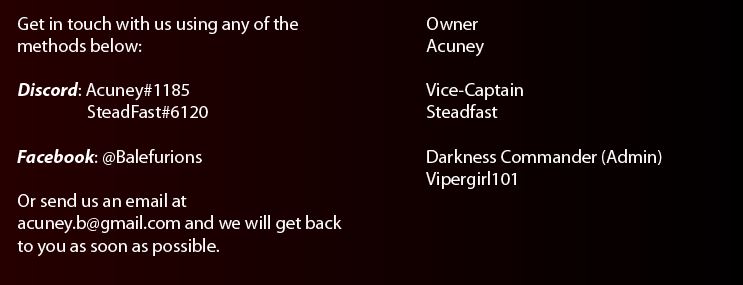 Get in touch with us using any of the
methods below:
Discord: Acuney#1185
SteadFast#6120
Facebook: @Balefurions
Or send us an email at
acuney.b@gmail.com and we will get back
to you as soon as possible.
Owner
Acuney
Vice-Captain
Steadfast
Darkness Commander (Admin)
Vipergirl101